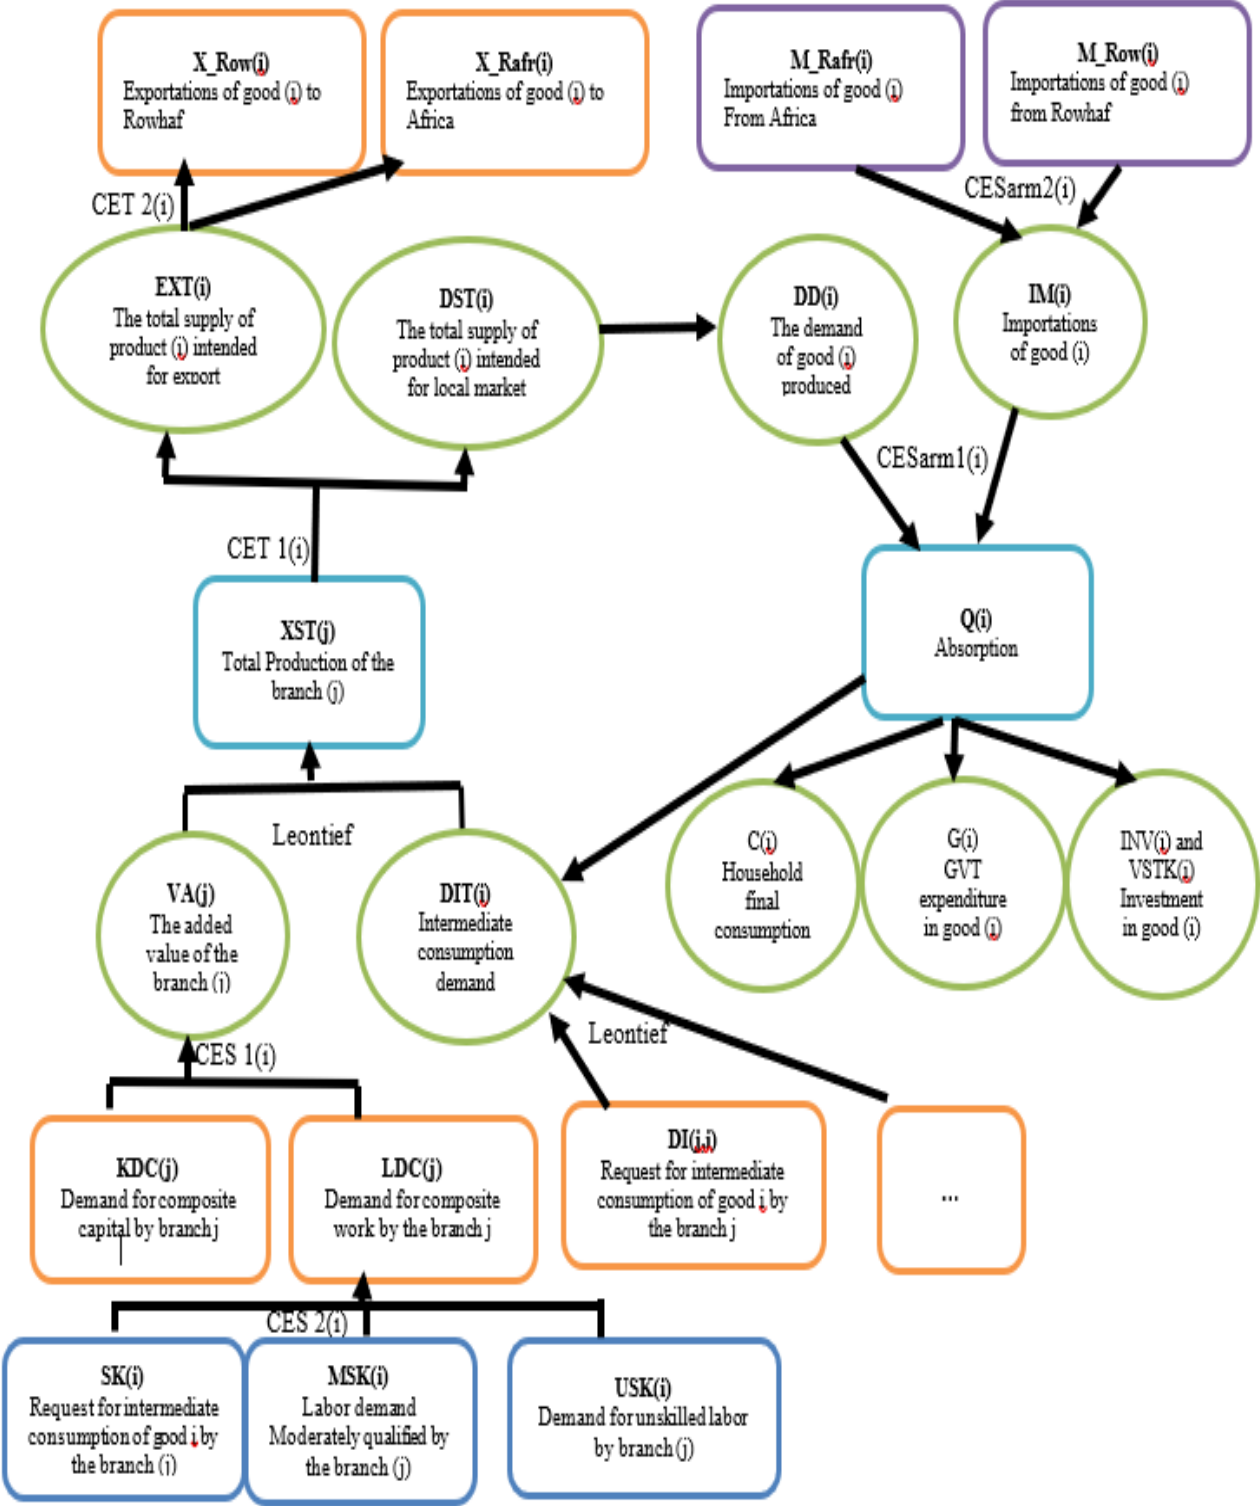 X_Row(i)
Exportations of good (i) to
Rowhaf
X_Rafr(i)
Exportations of good (i) to
Africa
M_Rafr(i)
Importations of good (i)
From Africa
M_Row(i)
Importations of good (i)
from Rowhaf
CET 2(i)
CESarm2(i)
EXT(i)
The total supply of
product (i) intended
for export
DST(i)
The total supply of
product (i) intended
for local market
DD(i)
The demand
of good (i)
produced
IM(i)
Importations
of good (i)
CESarm1(i)
CET 1(i)
XST(j)
Total Production of the
branch (j)
Q(i)
Absorption
Leontief
VA(j)
The added
value of the
branch (j)
DIT(i)
Intermediate
consumption
demand
C(i)
Household
final
consumption
G(i)
GVT
expenditure
in good (i)
INV(i) and
VSTK(i)
Investment
in good (i)
Leontief
CES 1(i)
KDC(j)
Demand for composite
capital by branch j
LDC(j)
Demand for composite
work by the branch j
DI(j,i)
Request for intermediate
consumption of good i by
the branch j
...
CES 2(i)
SK(i)
Request for intermediate
consumption of good i by
the branch (j)
MSK(i)
Labor demand
Moderately qualified by
the branch (j)
USK(i)
Demand for unskilled labor
by branch (j)